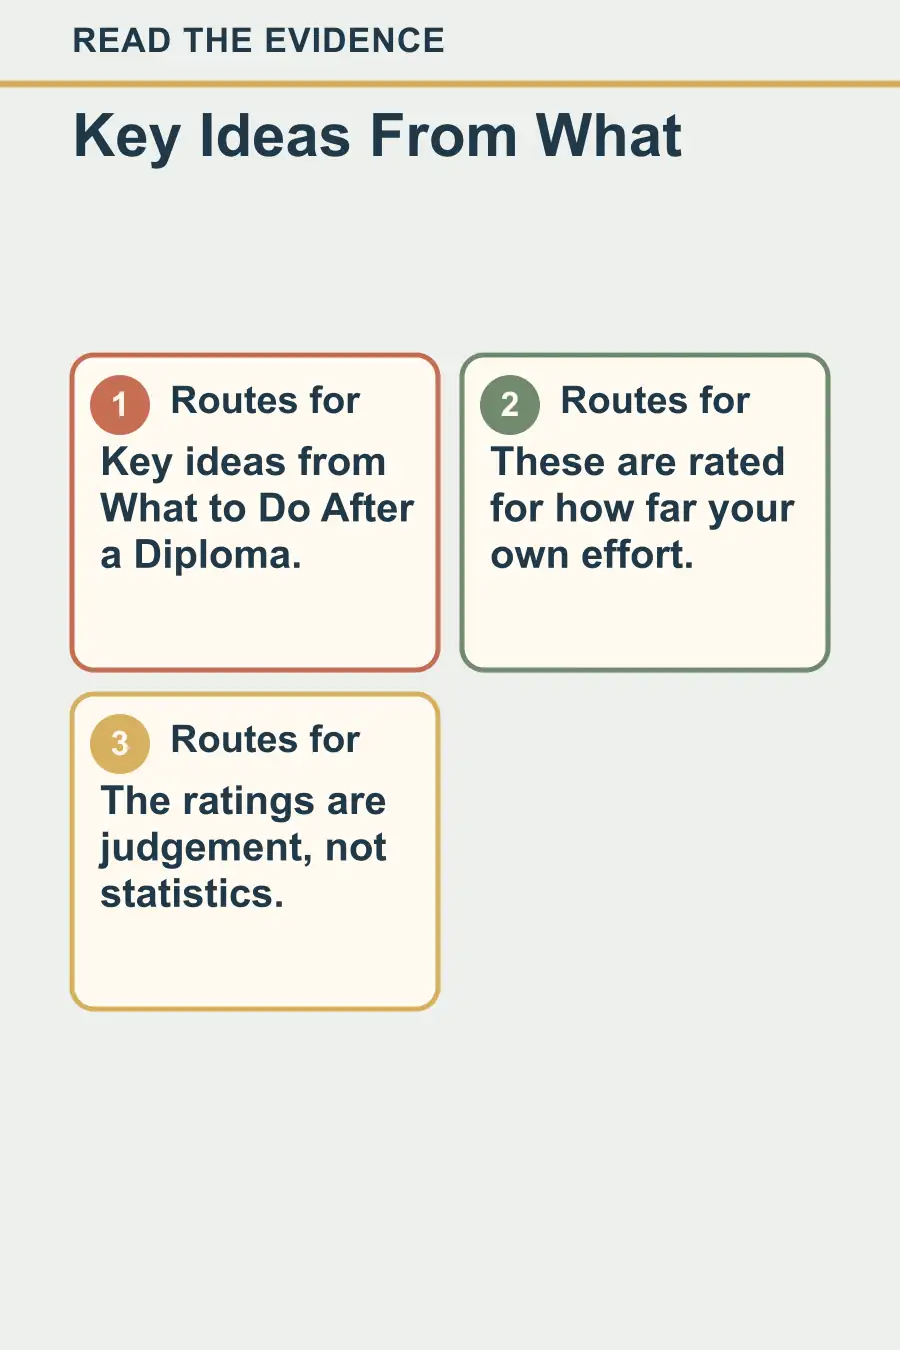 READ THE EVIDENCE
Key Ideas From What
1 Routes for
Key ideas from
What to Do After
a Diploma.
2 Routes for
These are rated
for how far your
own effort.
3 Routes for
The ratings are
judgement, not
statistics.